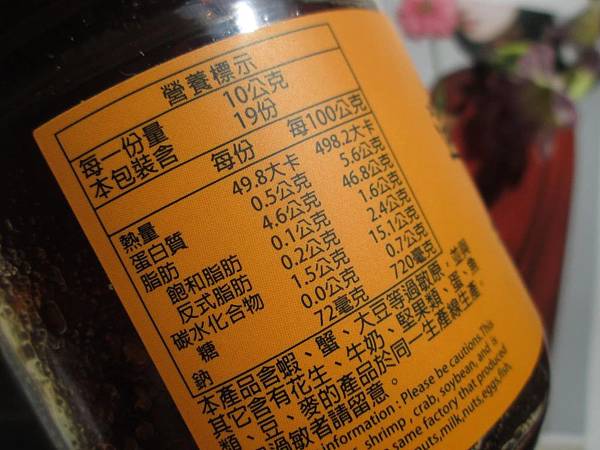 營養標示
每一份量 10公克
本包裝含 19份
每份 每100公克
熱量 49.8大卡 498.2大卡
蛋白質 0.5公克 5.6公克
脂肪 4.6公克 46.8公克
飽和脂肪 0.1公克 1.6公克
反式脂肪 0.2公克 2.4公克
碳水化合物 1.5公克 15.1公克
糖 0.0公克 0.7公克
鈉 72毫克 720毫克
本產品含蝦、蟹、大豆等過敏原,並與
其它含有花生、牛奶、堅果類、蛋、魚
類、豆、麥的產品於同一生產線生產。
過敏者請留意。
information : Please be cautions.This
shrimp , crab, soybean, and is
same factory that produced
nuts,milk,nuts,eggs,fish,